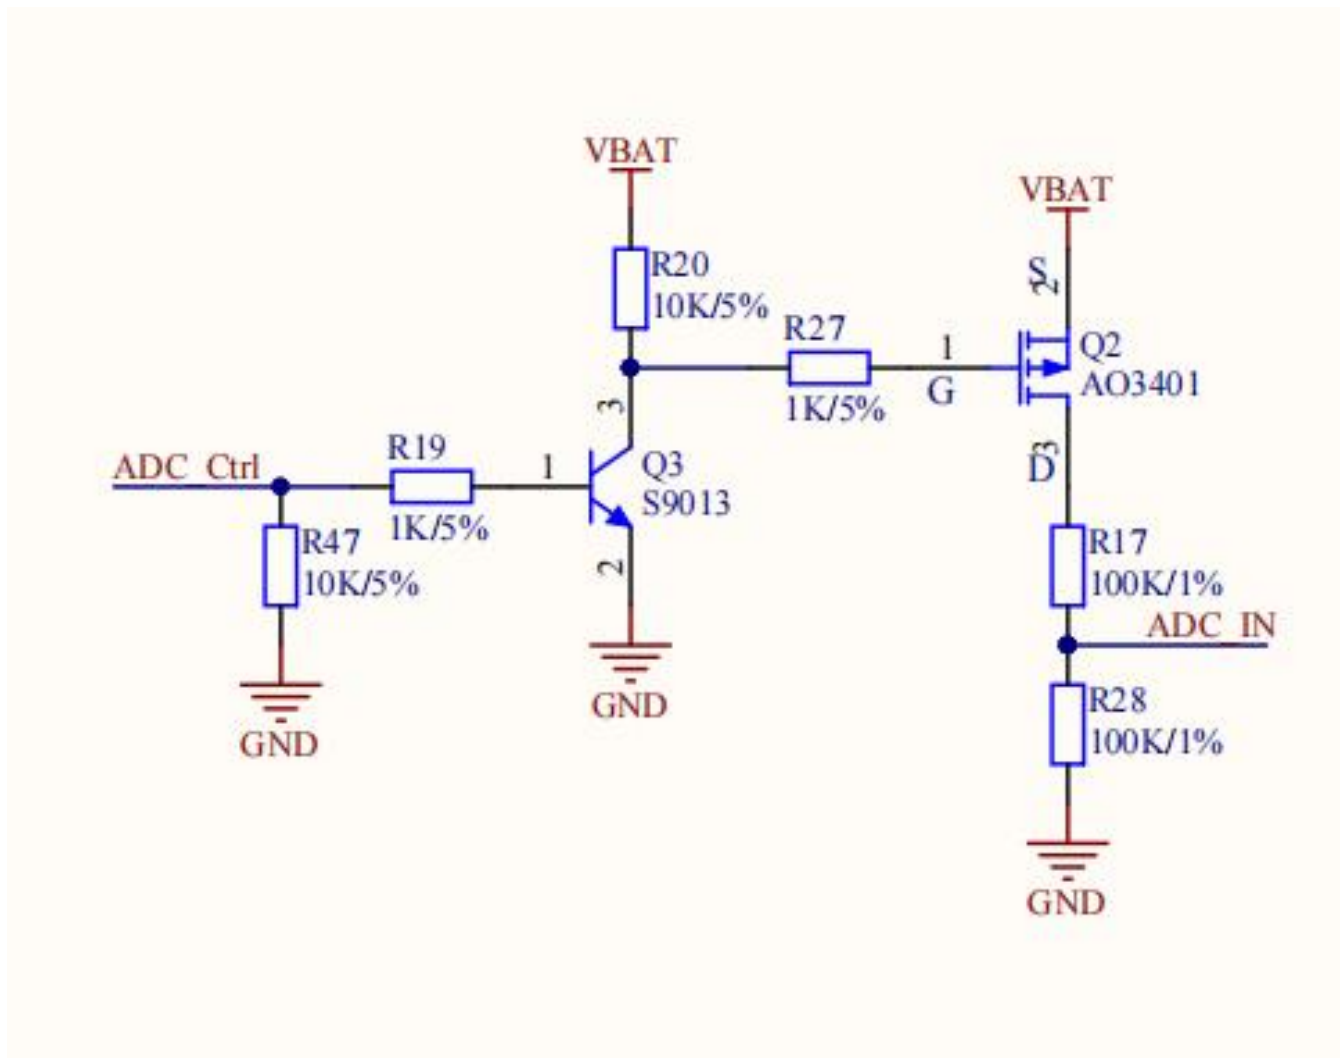 VBAT
R20
10K/5%
3
ADC_Ctrl
R19
1K/5%
1
Q3
S9013
2
R47
10K/5%
GND
GND
R27
1K/5%
1
G
VBAT
S
2
Q2
AO3401
3
D
R17
100K/1%
ADC_IN
R28
100K/1%
GND